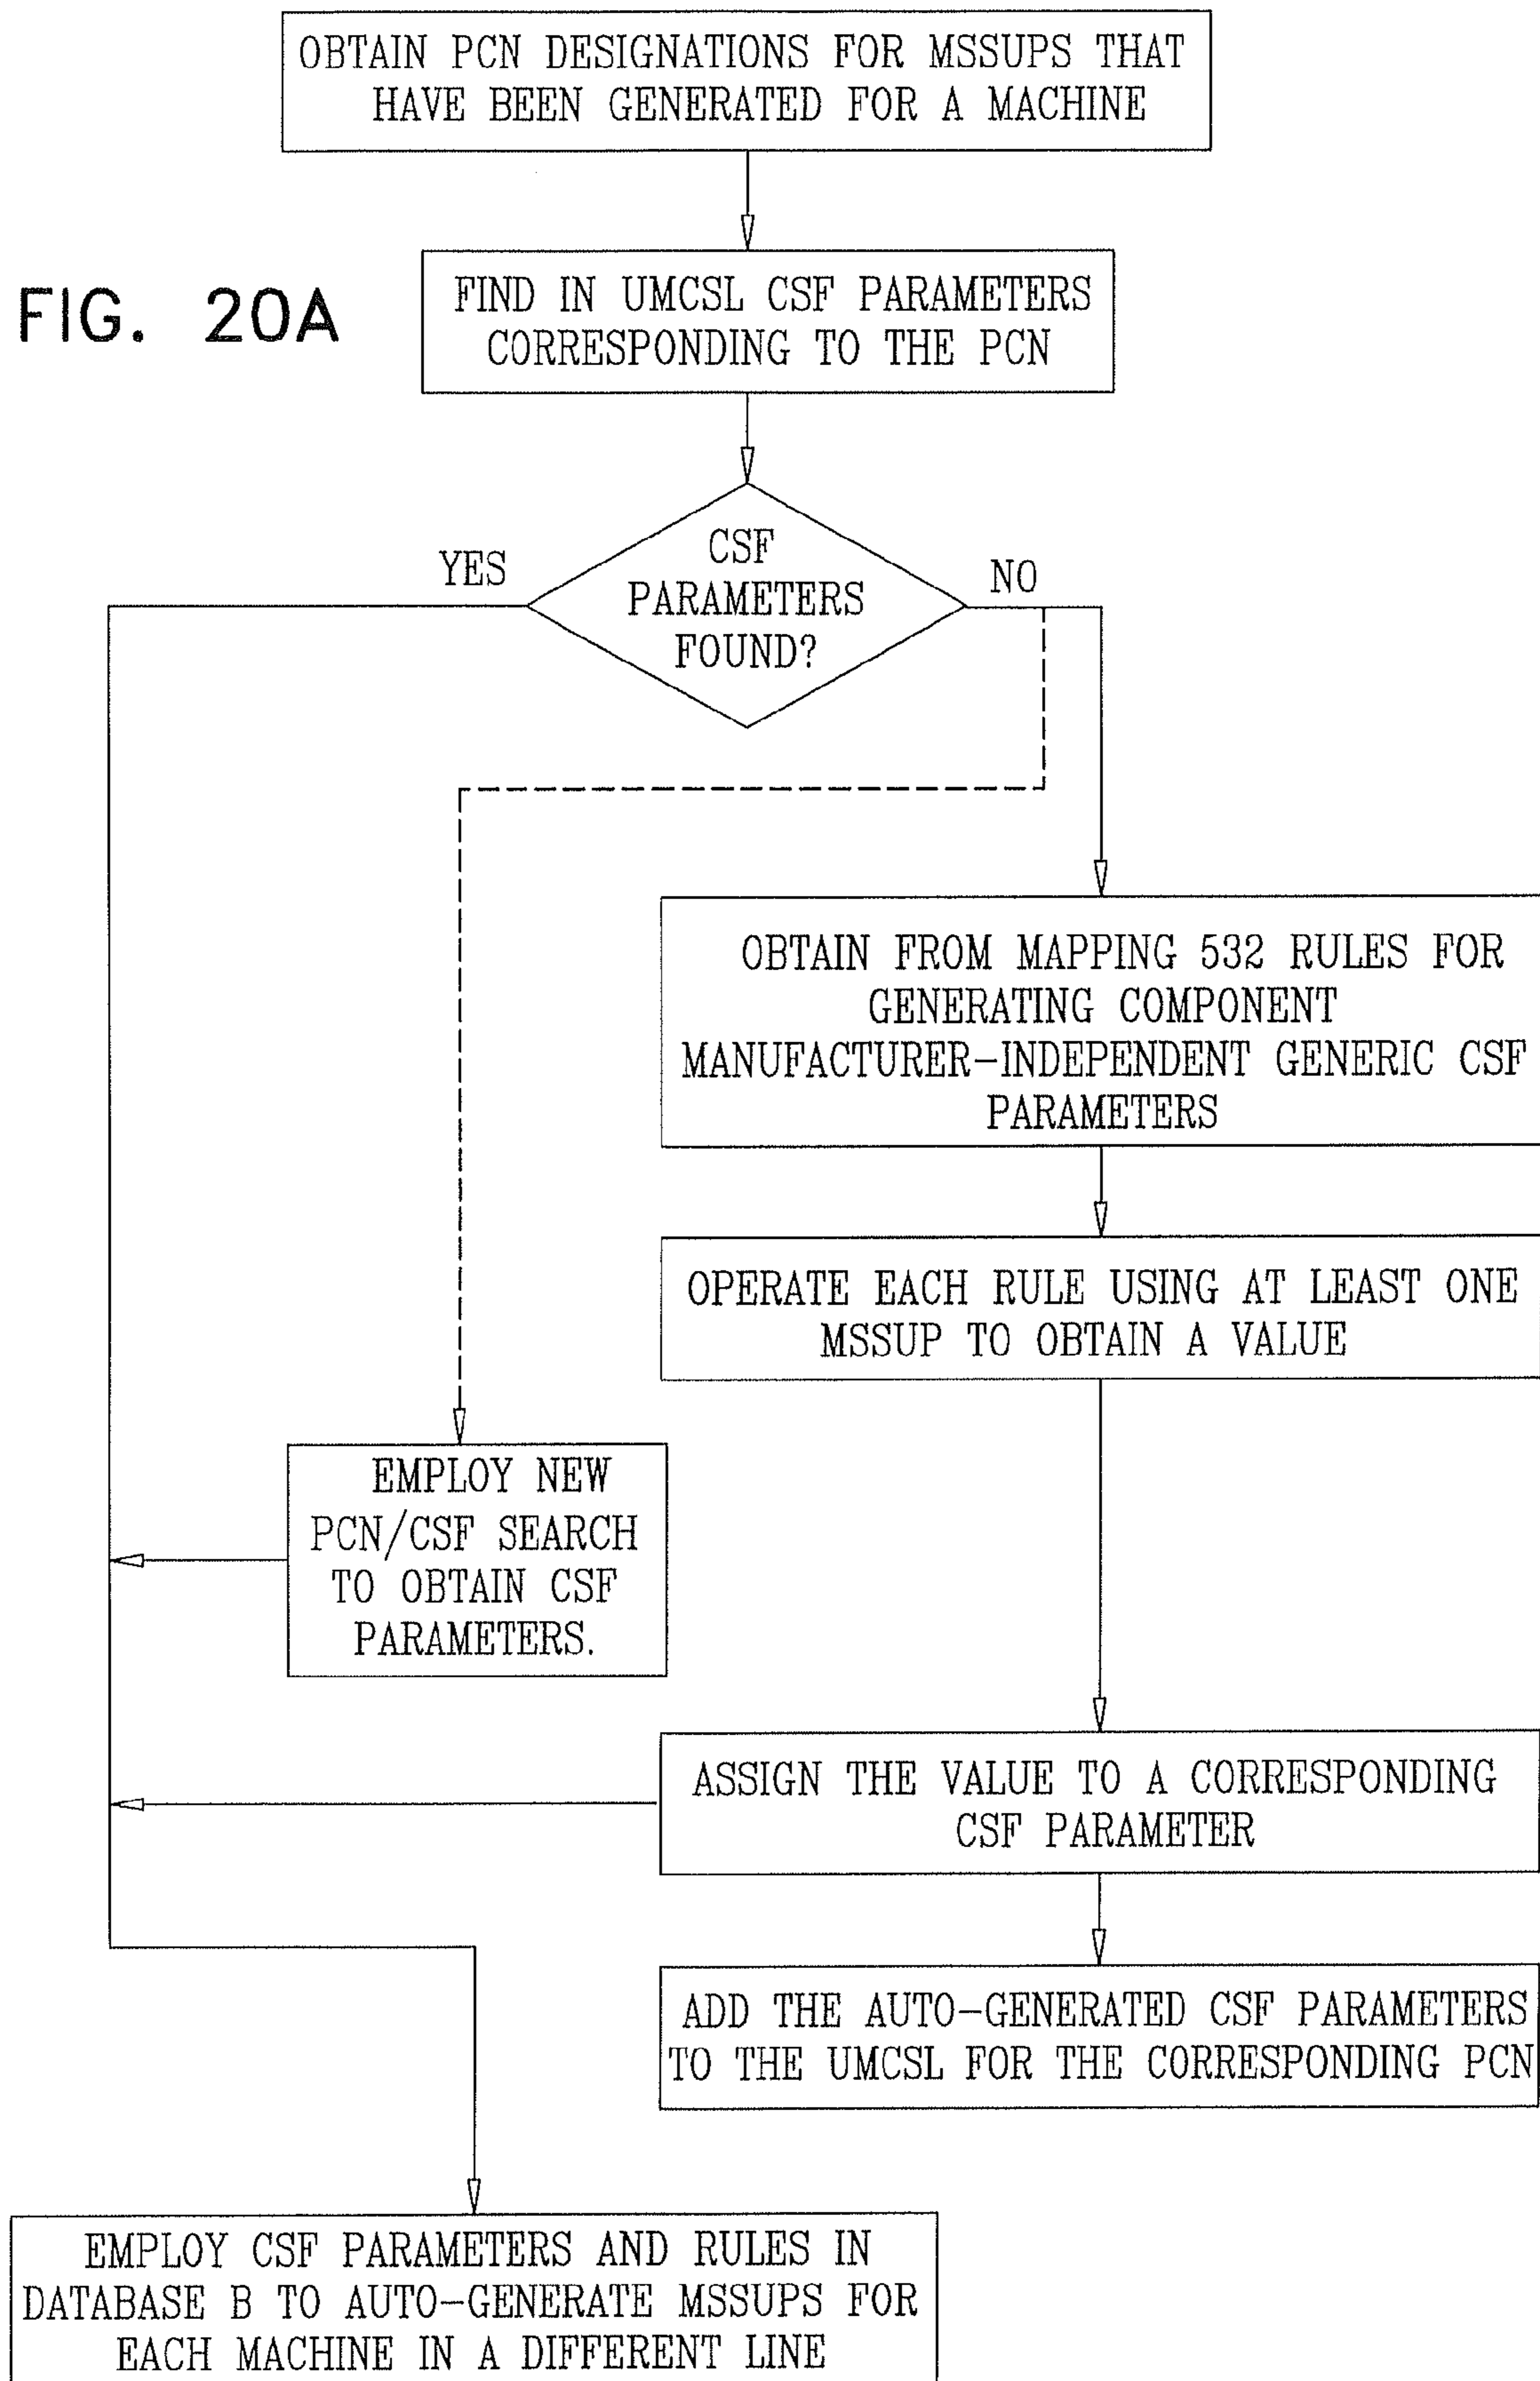 OBTAIN PCN DESIGNATIONS FOR MSSUPS THAT
HAVE BEEN GENERATED FOR A MACHINE
FIG. 20A
FIND IN UMCSL CSF PARAMETERS
CORRESPONDING TO THE PCN
CSF
PARAMETERS
FOUND?
YES
NO
OBTAIN FROM MAPPING 532 RULES FOR
GENERATING COMPONENT
MANUFACTURER-INDEPENDENT GENERIC CSF
PARAMETERS
OPERATE EACH RULE USING AT LEAST ONE
MSSUP TO OBTAIN A VALUE
EMPLOY NEW
PCN/CSF SEARCH
TO OBTAIN CSF
PARAMETERS.
ASSIGN THE VALUE TO A CORRESPONDING
CSF PARAMETER
ADD THE AUTO-GENERATED CSF PARAMETERS
TO THE UMCSL FOR THE CORRESPONDING PCN
EMPLOY CSF PARAMETERS AND RULES IN
DATABASE B TO AUTO-GENERATE MSSUPS FOR
EACH MACHINE IN A DIFFERENT LINE